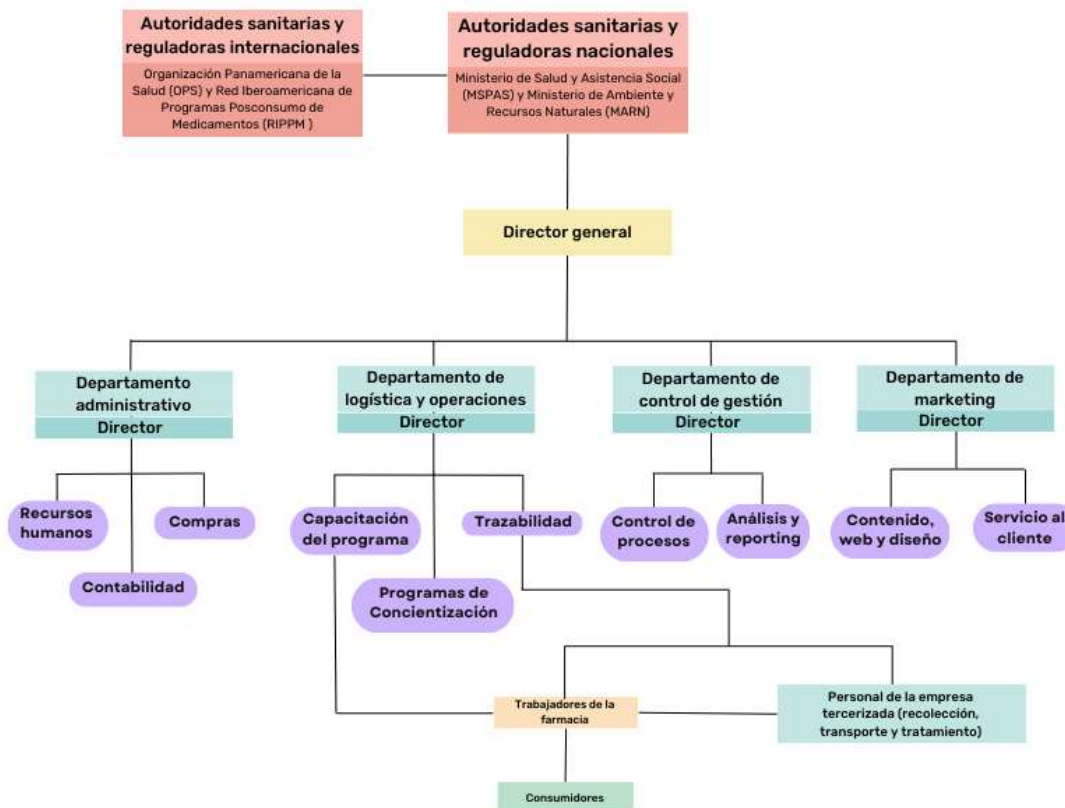 Autoridades sanitarias y
reguladoras internacionales
Organización Panamericana de la
Salud (OPS) y Red Iberoamericana de
Programas Posconsumo de
Medicamentos (RIPPM )
Autoridades sanitarias y
reguladoras nacionales
Ministerio de Salud y Asistencia Social
(MSPAS) y Ministerio de Ambiente y
Recursos Naturales (MARN)
Director general
Departamento
administrativo
Director
Departamento de
logística y operaciones
Director
Departamento de
control de gestión
Director
Departamento de
marketing
Director
Recursos
humanos
Compras
Contabilidad
Capacitación
del programa
Trazabilidad
Programas de
Concientización
Control de
procesos
Análisis y
reporting
Contenido,
web y diseño
Servicio al
cliente
Trabajadores de la
farmacia
Personal de la empresa
tercerizada (recolección,
transporte y tratamiento)
Consumidores